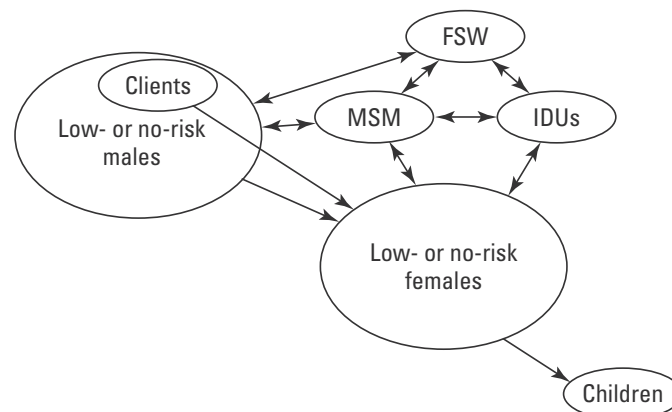 FSW
Clients
MSM
IDUs
Low- or no-risk
males
Low- or no-risk
females
Children